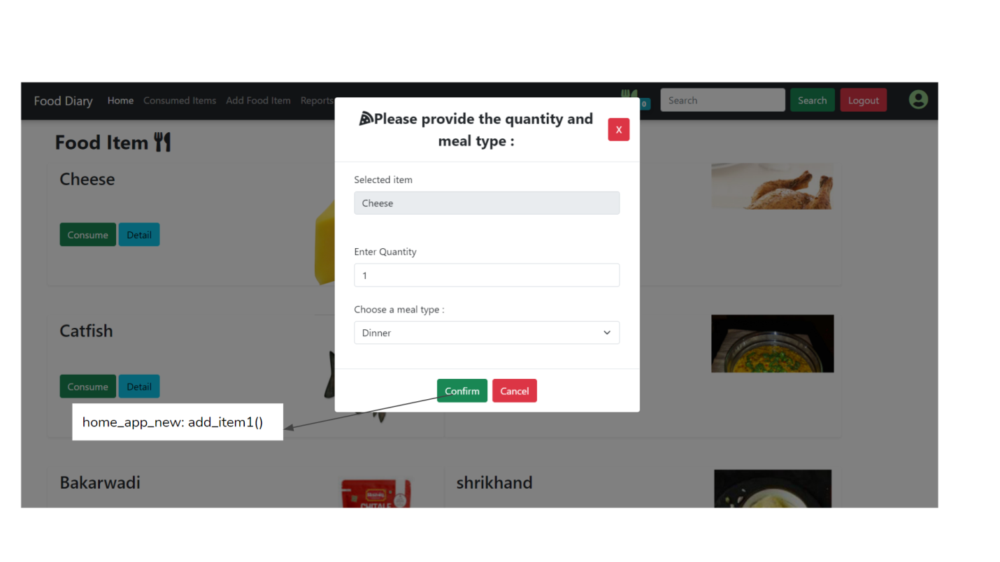 Food Diary Home Consumed Items Add Food Item Reports 0 Search Search Logout
Please provide the quantity and
meal type :
X
Food Item
Cheese
Consume Detail
Selected item
Cheese
Enter Quantity
1
Choose a meal type :
Dinner
Confirm Cancel
Catfish
Consume Detail
home_app_new: add_item1()
Bakarwadi
CHITALE
shrikhand